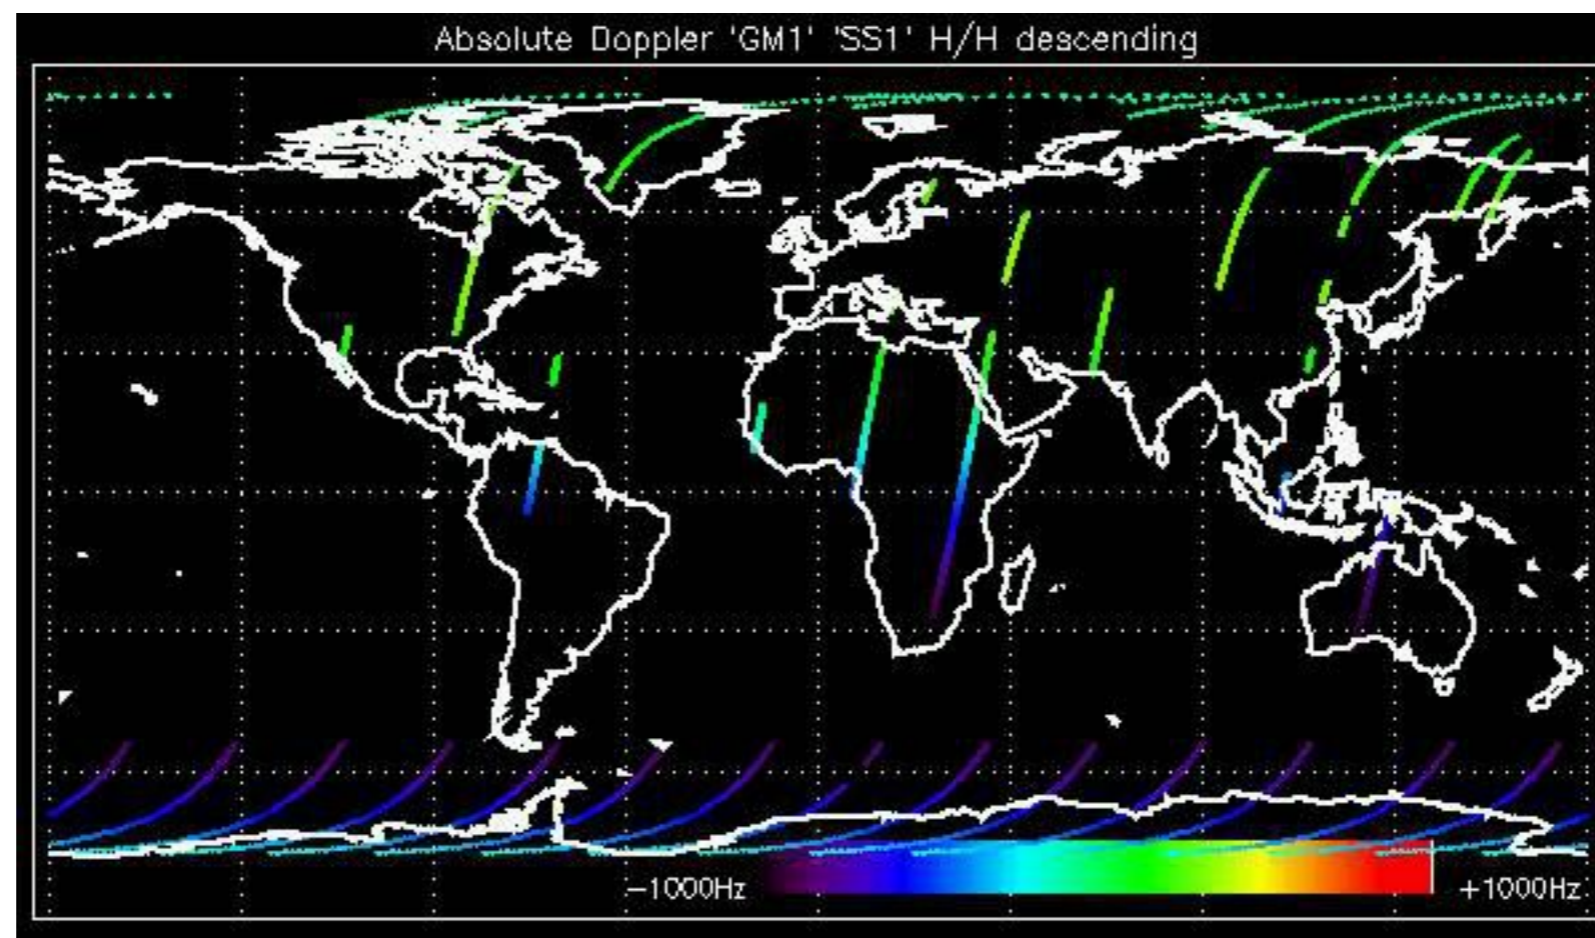 Absolute Doppler 'GM1' 'SS1' H/H descending
−1000Hz
+1000Hz